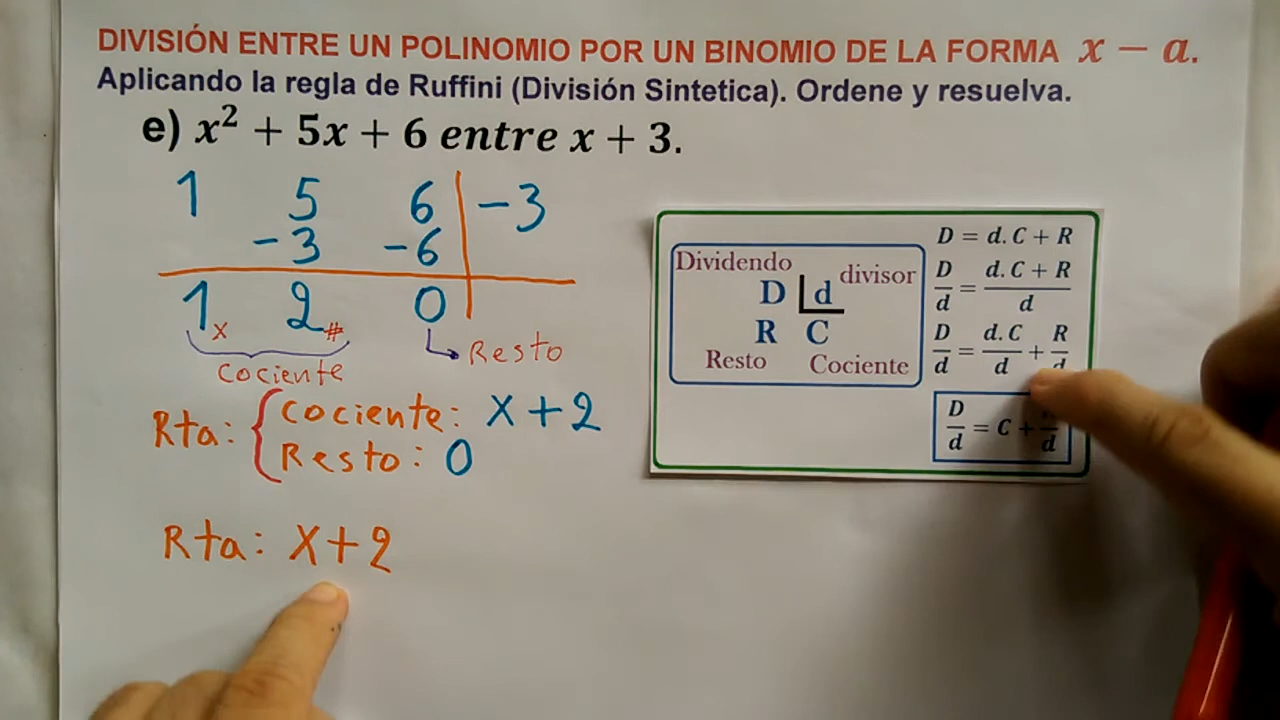 DIVISIÓN ENTRE UN POLINOMIO POR UN BINOMIO DE LA FORMA x − a.
Aplicando la regla de Ruffini (División Sintetica). Ordene y resuelva.
e) x² + 5x + 6 entre x + 3.
1 5 6 −3
−3 −6
1x 2# 0
Cociente
Resto
Rta: { Cociente: x+2
Resto: 0
Rta: x+2
Dividendo divisor
D d
R C
Resto Cociente
D = d.C + R
D/d = d.C + R/d
D/d = d.C/d + R/d
D/d = C + /d